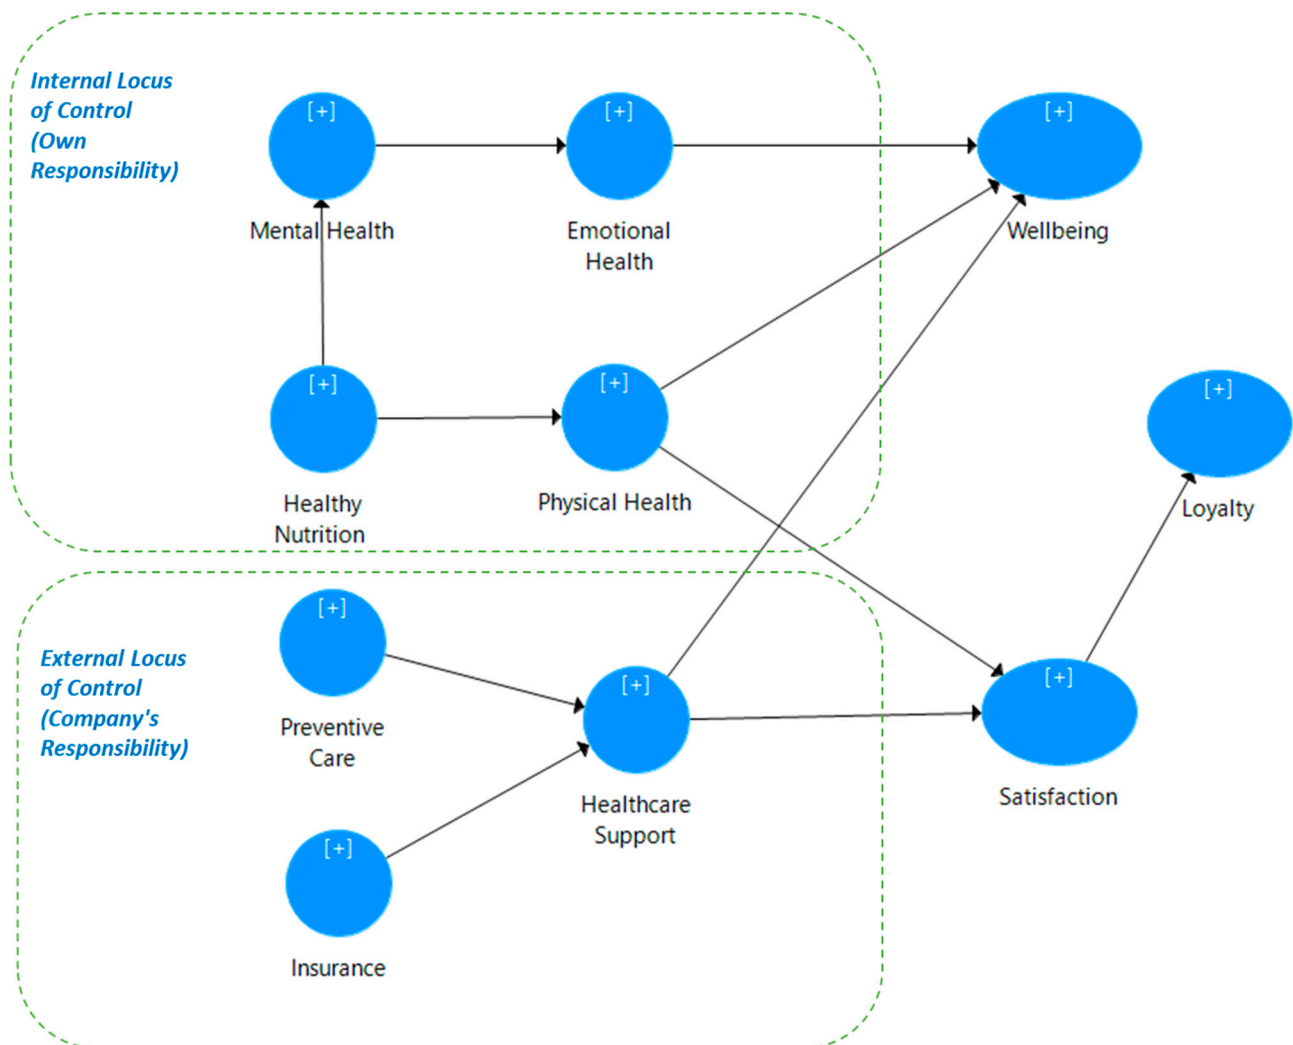 Internal Locus
of Control
(Own
Responsibility)
[+]
Mental Health
[+]
Emotional
Health
[+]
Wellbeing
[+]
Healthy
Nutrition
[+]
Physical Health
[+]
Loyalty
External Locus
of Control
(Company's
Responsibility)
[+]
Preventive
Care
[+]
Healthcare
Support
[+]
Satisfaction
[+]
Insurance